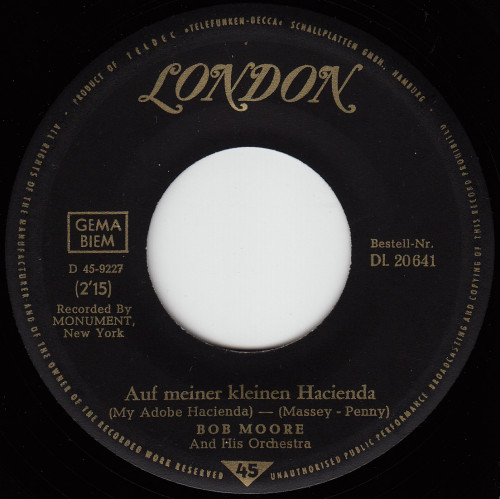 PRODUCT OF TELDEC »TELEFUNKEN-DECCA« SCHALLPLATTEN GMBH., HAMBURG
LONDON
GEMA
BIEM
D 45-9227
(2'15)
Recorded By
MONUMENT,
New York
Bestell-Nr.
DL 20641
Auf meiner kleinen Hacienda
(My Adobe Hacienda) — (Massey - Penny)
BOB MOORE
And His Orchestra
45
ALL RIGHTS OF THE MANUFACTURER AND OF THE OWNER OF THE RECORDED WORK RESERVED
UNAUTHORISED PUBLIC PERFORMANCE BROADCASTING AND COPYING OF THIS RECORD PROHIBITED